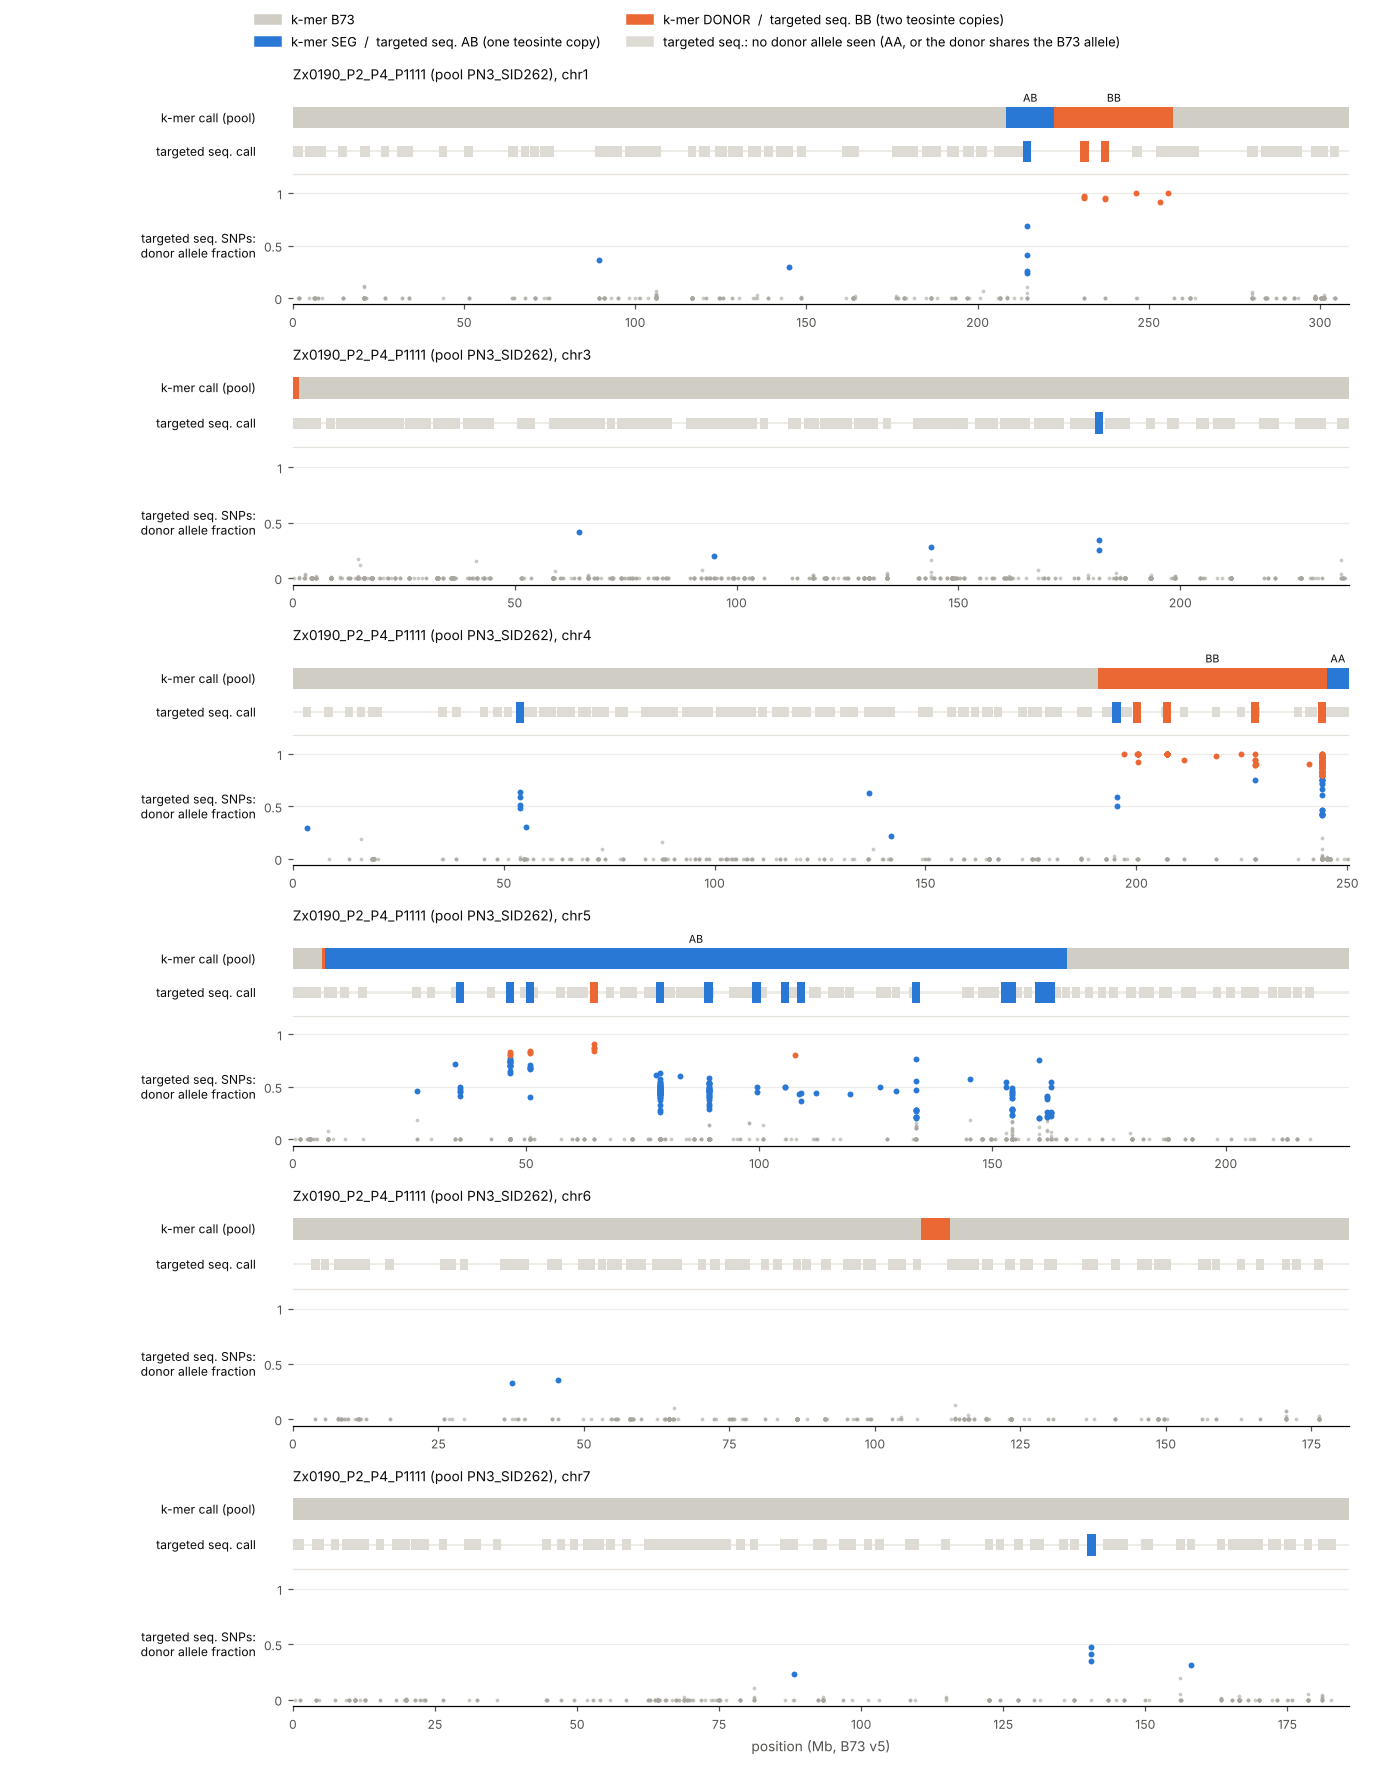 k-mer B73
k-mer DONOR / targeted seq. BB (two teosinte copies)
k-mer SEG / targeted seq. AB (one teosinte copy)
targeted seq.: no donor allele seen (AA, or the donor shares the B73 allele)
Zx0190_P2_P4_P1111 (pool PN3_SID262), chr1
AB BB
k-mer call (pool)
targeted seq. call
1
targeted seq. SNPs:
donor allele fraction
0.5
0
0 50 100 150 200 250 300
Zx0190_P2_P4_P1111 (pool PN3_SID262), chr3
k-mer call (pool)
targeted seq. call
1
targeted seq. SNPs:
donor allele fraction
0.5
0
0 50 100 150 200
Zx0190_P2_P4_P1111 (pool PN3_SID262), chr4
BB AA
k-mer call (pool)
targeted seq. call
1
targeted seq. SNPs:
donor allele fraction
0.5
0
0 50 100 150 200 250
Zx0190_P2_P4_P1111 (pool PN3_SID262), chr5
AB
k-mer call (pool)
targeted seq. call
1
targeted seq. SNPs:
donor allele fraction
0.5
0
0 50 100 150 200
Zx0190_P2_P4_P1111 (pool PN3_SID262), chr6
k-mer call (pool)
targeted seq. call
1
targeted seq. SNPs:
donor allele fraction
0.5
0
0 25 50 75 100 125 150 175
Zx0190_P2_P4_P1111 (pool PN3_SID262), chr7
k-mer call (pool)
targeted seq. call
1
targeted seq. SNPs:
donor allele fraction
0.5
0
0 25 50 75 100 125 150 175
position (Mb, B73 v5)